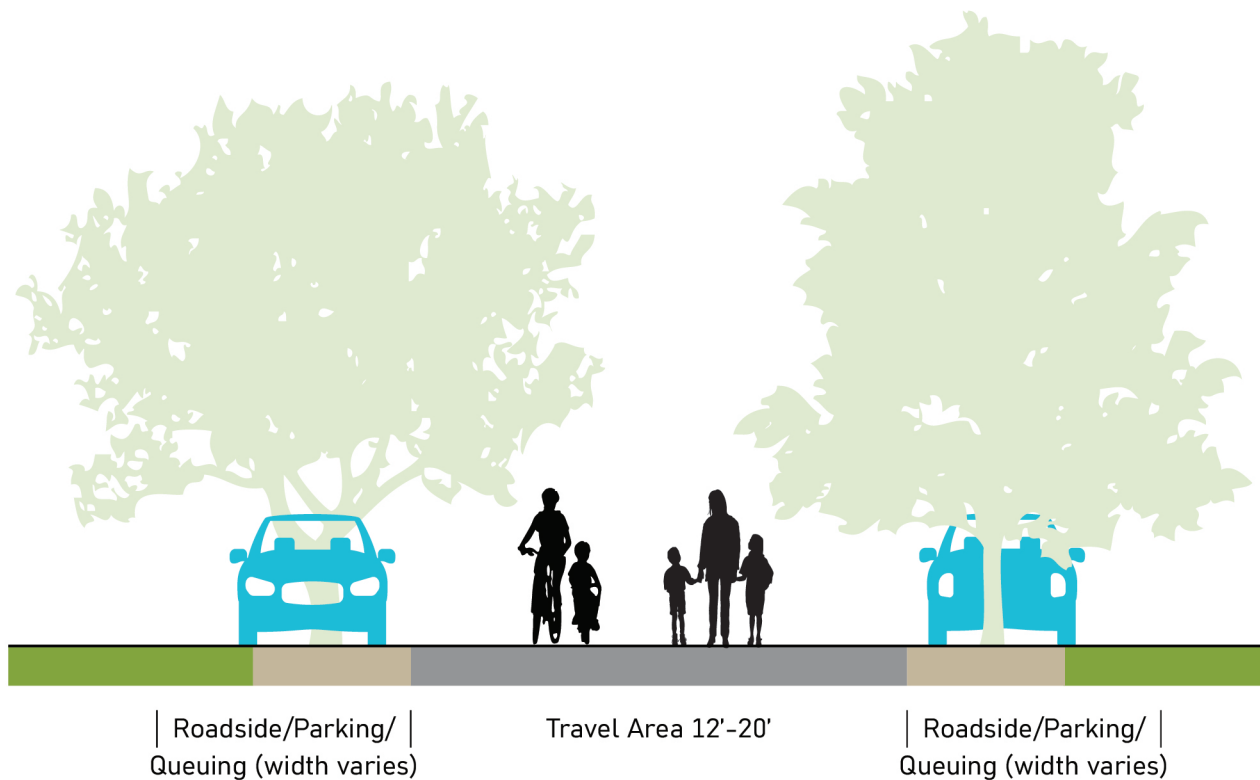 | Roadside/Parking/ |
Queuing (width varies)
Travel Area 12'-20'
| Roadside/Parking/ |
Queuing (width varies)